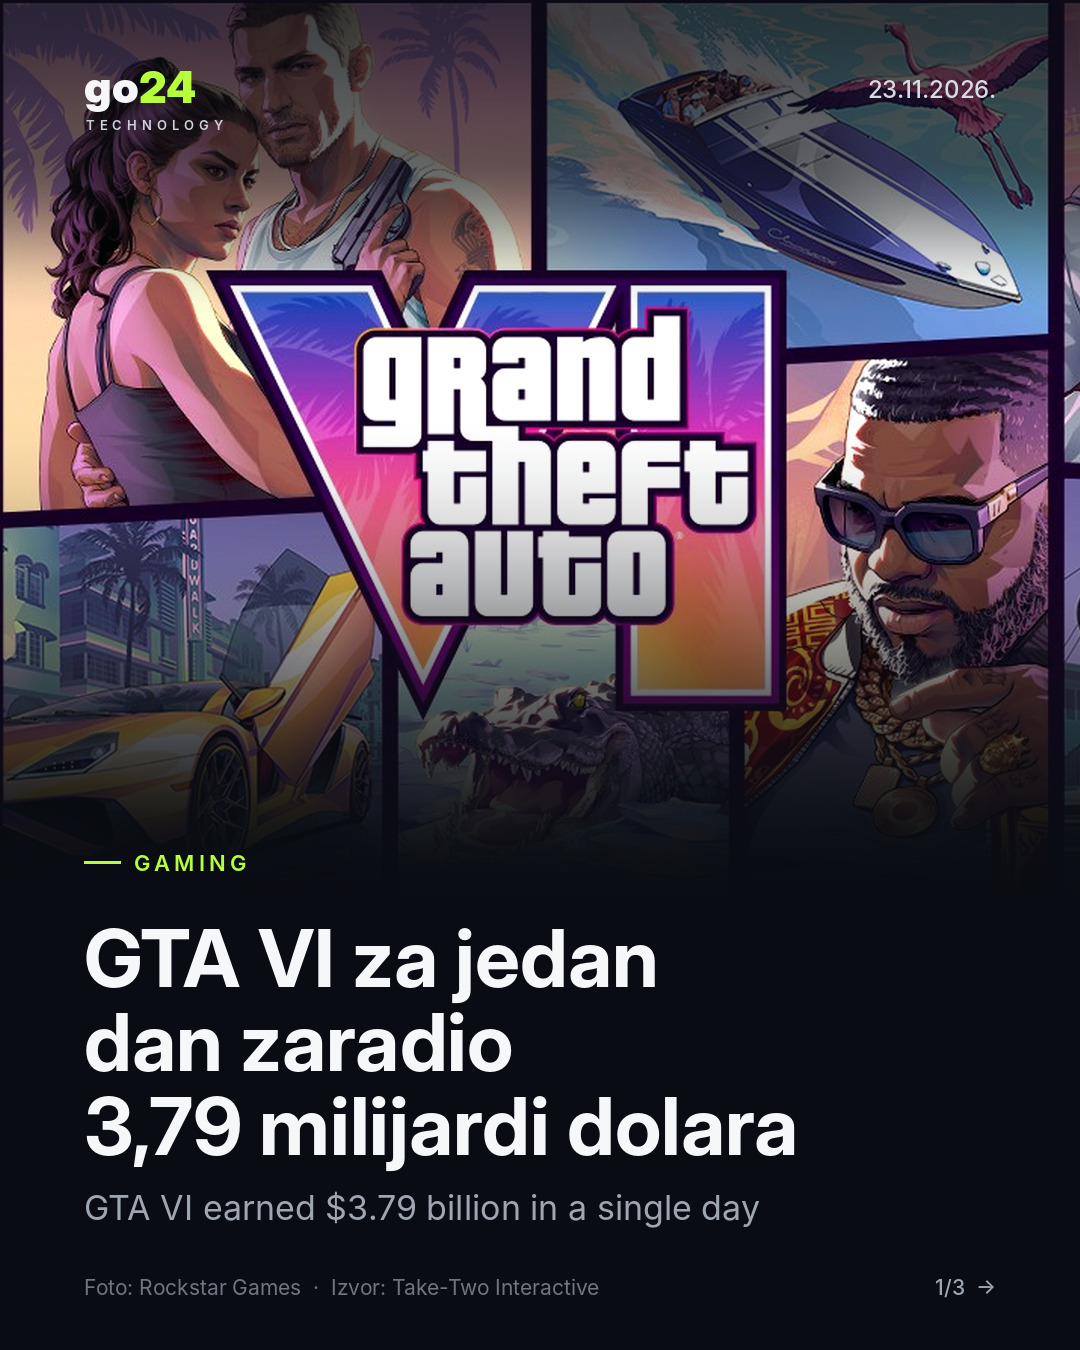 go24
TECHNOLOGY
23.11.2026.
grand
theft
auto
VI
GAMING
GTA VI za jedan
dan zaradio
3,79 milijardi dolara
GTA VI earned $3.79 billion in a single day
Foto: Rockstar Games · Izvor: Take-Two Interactive
1/3 →